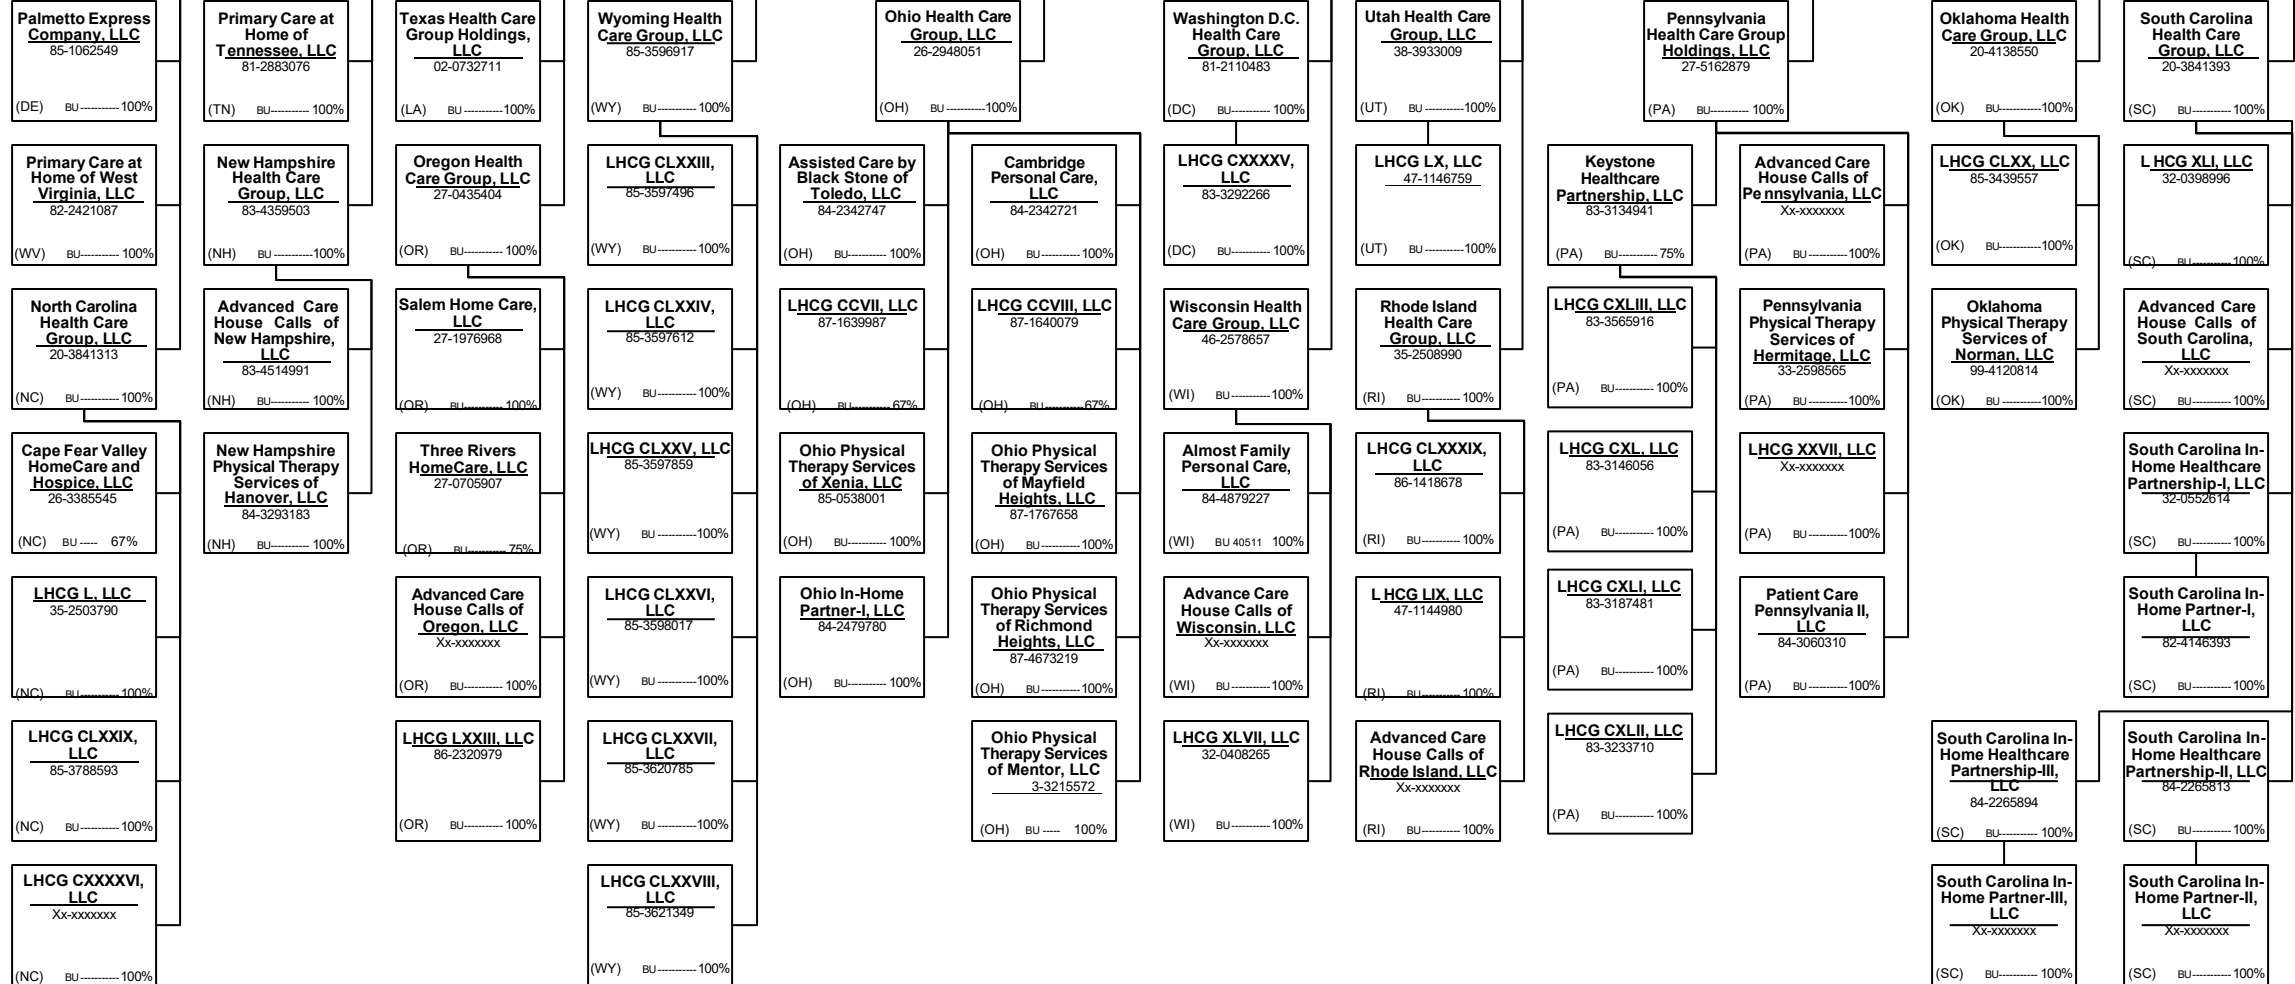 Palmetto Express
Company, LLC
85-1062549
(DE) BU----------- 100%
Primary Care at
Home of
Tennessee, LLC
81-2883076
(TN) BU----------- 100%
Texas Health Care
Group Holdings,
LLC
02-0732711
(LA) BU ----------- 100%
Wyoming Health
Care Group, LLC
85-3596917
(WY) BU ----------- 100%
Ohio Health Care
Group, LLC
26-2948051
(OH) BU -----------100%
Washington D.C.
Health Care
Group, LLC
81-2110483
(DC) BU----------- 100%
Utah Health Care
Group, LLC
38-3933009
(UT) BU ----------- 100%
Pennsylvania
Health Care Group
Holdings, LLC
27-5162879
(PA) BU----------- 100%
Oklahoma Health
Care Group, LLC
20-4138550
(OK) BU-----------100%
South Carolina
Health Care
Group, LLC
20-3841393
(SC) BU----------- 100%
Primary Care at
Home of West
Virginia, LLC
82-2421087
(WV) BU----------- 100%
New Hampshire
Health Care
Group, LLC
83-4359503
(NH) BU -----------100%
Oregon Health
Care Group, LLC
27-0435404
(OR) BU----------- 100%
LHCG CLXXIII,
LLC
85-3597496
(WY) BU----------- 100%
Assisted Care by
Black Stone of
Toledo, LLC
84-2342747
(OH) BU----------- 100%
Cambridge
Personal Care,
LLC
84-2342721
(OH) BU----------- 100%
LHCG CXXXXV,
LLC
83-3292266
(DC) BU----------- 100%
LHCG LX, LLC
47-1146759
(UT) BU ----------- 100%
Keystone
Healthcare
Partnership, LLC
83-3134941
(PA) BU----------- 75%
Advanced Care
House Calls of
Pennsylvania, LLC
Xx-xxxxxxx
(PA) BU -----------100%
LHCG CLXX, LLC
85-3439557
(OK) BU-----------100%
LHCG XLI, LLC
32-0398996
(SC) BU-----------100%
North Carolina
Health Care
Group, LLC
20-3841313
(NC) BU----------- 100%
Advanced Care
House Calls of
New Hampshire,
LLC
83-4514991
(NH) BU----------- 100%
Salem Home Care,
LLC
27-1976968
(OR) BU----------- 100%
LHCG CLXXIV,
LLC
85-3597612
(WY) BU----------- 100%
LHCG CCVII, LLC
87-1639987
(OH) BU----------- 67%
LHCG CCVIII, LLC
87-1640079
(OH) BU-----------67%
Wisconsin Health
Care Group, LLC
46-2578657
(WI) BU -----------100%
Rhode Island
Health Care
Group, LLC
35-2508990
(RI) BU----------- 100%
LHCG CXLIII, LLC
83-3565916
(PA) BU----------- 100%
Pennsylvania
Physical Therapy
Services of
Hermitage, LLC
33-2598565
(PA) BU----------- 100%
Oklahoma
Physical Therapy
Services of
Norman, LLC
99-4120814
(OK) BU -----------100%
Advanced Care
House Calls of
South Carolina,
LLC
Xx-xxxxxxx
(SC) BU----------- 100%
Cape Fear Valley
HomeCare and
Hospice, LLC
26-3385545
(NC) BU ----- 67%
New Hampshire
Physical Therapy
Services of
Hanover, LLC
84-3293183
(NH) BU----------- 100%
Three Rivers
HomeCare, LLC
27-0705907
(OR) BU----------- 75%
LHCG CLXXV, LLC
85-3597859
(WY) BU-----------100%
Ohio Physical
Therapy Services
of Xenia, LLC
85-0538001
(OH) BU----------- 100%
Ohio Physical
Therapy Services
of Mayfield
Heights, LLC
87-1767658
(OH) BU----------- 100%
Almost Family
Personal Care,
LLC
84-4879227
(WI) BU 40511 100%
LHCG CLXXXIX,
LLC
86-1418678
(RI) BU----------- 100%
LHCG CXL, LLC
83-3146056
(PA) BU----------- 100%
LHCG XXVII, LLC
Xx-xxxxxxx
(PA) BU-----------100%
South Carolina In-
Home Healthcare
Partnership-I, LLC
32-0552614
(SC) BU----------- 100%
LHCG L, LLC
35-2503790
(NC) BU----------- 100%
Advanced Care
House Calls of
Oregon, LLC
Xx-xxxxxxx
(OR) BU----------- 100%
LHCG CLXXVI,
LLC
85-3598017
(WY) BU----------- 100%
Ohio In-Home
Partner-I, LLC
84-2479780
(OH) BU----------- 100%
Ohio Physical
Therapy Services
of Richmond
Heights, LLC
87-4673219
(OH) BU----------- 100%
Advance Care
House Calls of
Wisconsin, LLC
Xx-xxxxxxx
(WI) BU----------- 100%
LHCG LIX, LLC
47-1144980
(RI) BU----------- 100%
LHCG CXLI, LLC
83-3187481
(PA) BU----------- 100%
Patient Care
Pennsylvania II,
LLC
84-3060310
(PA) BU -----------100%
South Carolina In-
Home Partner-I,
LLC
82-4146393
(SC) BU----------- 100%
LHCG CLXXIX,
LLC
85-3788593
(NC) BU----------- 100%
LHCG LXXIII, LLC
86-2320979
(OR) BU----------- 100%
LHCG CLXXVII,
LLC
85-3620785
(WY) BU ----------- 100%
Ohio Physical
Therapy Services
of Mentor, LLC
3-3215572
(OH) BU ----- 100%
LHCG XLVII, LLC
32-0408265
(WI) BU----------- 100%
Advanced Care
House Calls of
Rhode Island, LLC
Xx-xxxxxxx
(RI) BU----------- 100%
LHCG CXLII, LLC
83-3233710
(PA) BU----------- 100%
South Carolina In-
Home Healthcare
Partnership-III,
LLC
84-2265894
(SC) BU----------- 100%
South Carolina In-
Home Healthcare
Partnership-II, LLC
84-2265813
(SC) BU----------- 100%
LHCG CXXXXVI,
LLC
Xx-xxxxxxx
(NC) BU----------- 100%
LHCG CLXXVIII,
LLC
85-3621349
(WY) BU ----------- 100%
South Carolina In-
Home Partner-III,
LLC
Xx-xxxxxxx
(SC) BU----------- 100%
South Carolina In-
Home Partner-II,
LLC
Xx-xxxxxxx
(SC) BU----------- 100%